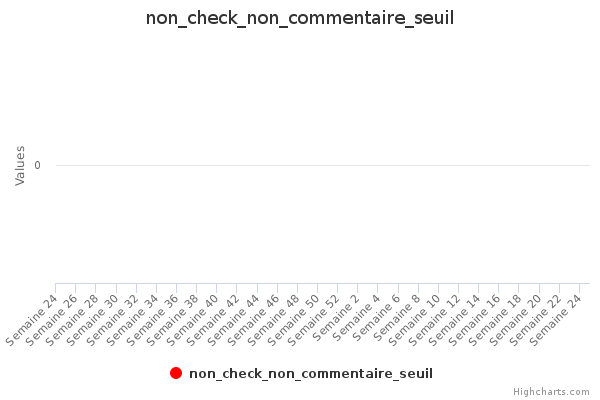 non_check_non_commentaire_seuil
Values
0
Semaine 24
Semaine 26
Semaine 28
Semaine 30
Semaine 32
Semaine 34
Semaine 36
Semaine 38
Semaine 40
Semaine 42
Semaine 44
Semaine 46
Semaine 48
Semaine 50
Semaine 52
Semaine 2
Semaine 4
Semaine 6
Semaine 8
Semaine 10
Semaine 12
Semaine 14
Semaine 16
Semaine 18
Semaine 20
Semaine 22
Semaine 24
non_check_non_commentaire_seuil
Highcharts.com